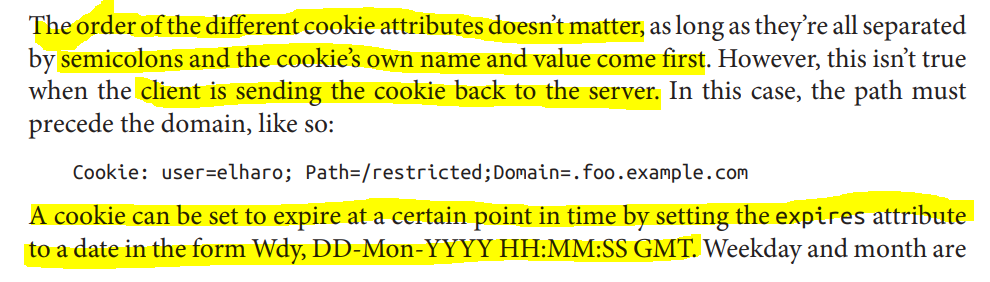 The order of the different cookie attributes doesn’t matter, as long as they’re all separated
by semicolons and the cookie’s own name and value come first. However, this isn’t true
when the client is sending the cookie back to the server. In this case, the path must
precede the domain, like so:
Cookie: user=elharo; Path=/restricted;Domain=.foo.example.com
A cookie can be set to expire at a certain point in time by setting the expires attribute
to a date in the form Wdy, DD-Mon-YYYY HH:MM:SS GMT. Weekday and month are